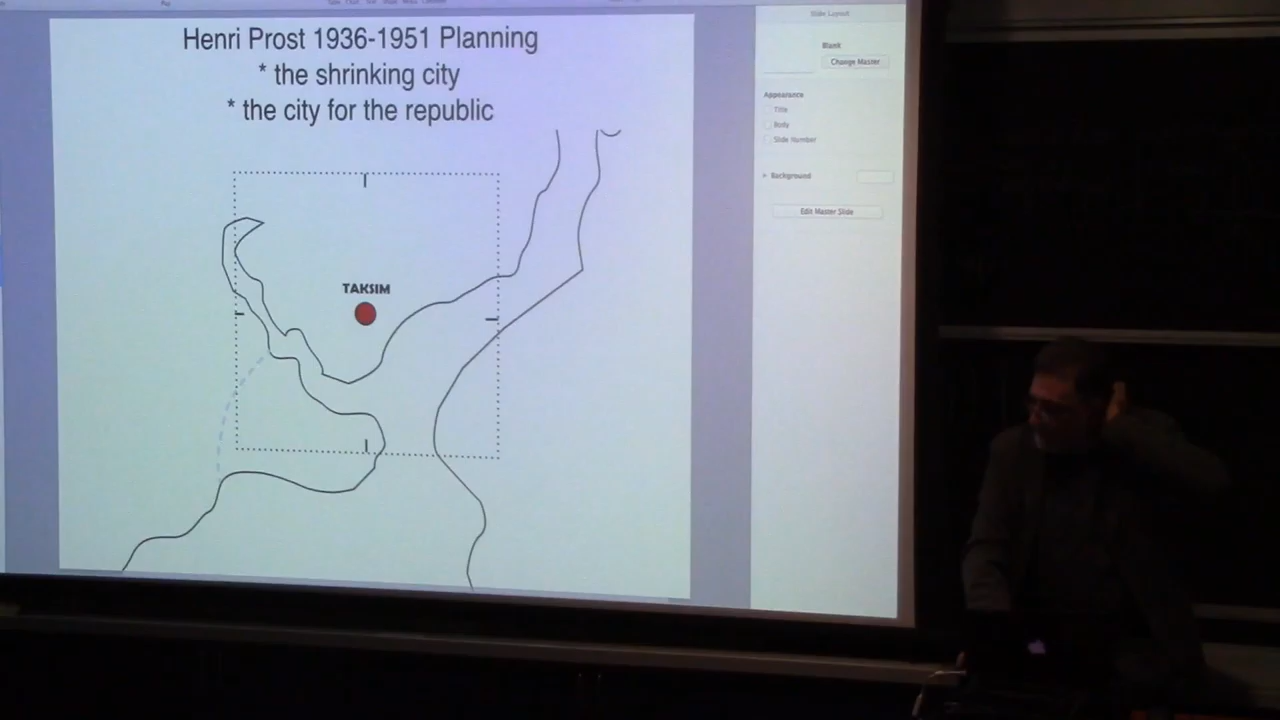 Henri Prost 1936-1951 Planning
* the shrinking city
* the city for the republic
TAKSIM
Slide Layout
Blank
Change Master
Appearance
Title
Body
Slide Number
Background
Edit Master Slide